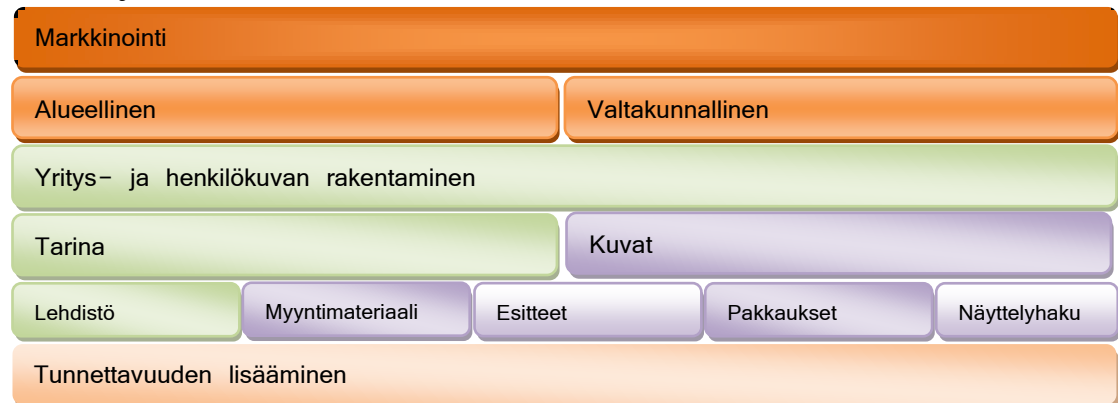 Markkinointi
Alueellinen
Valtakunnallinen
Yritys- ja henkilökuvan rakentaminen
Tarina
Kuvat
Lehdistö
Myyntimateriaali
Esitteet
Pakkaukset
Näyttelyhaku
Tunnettavuuden lisääminen